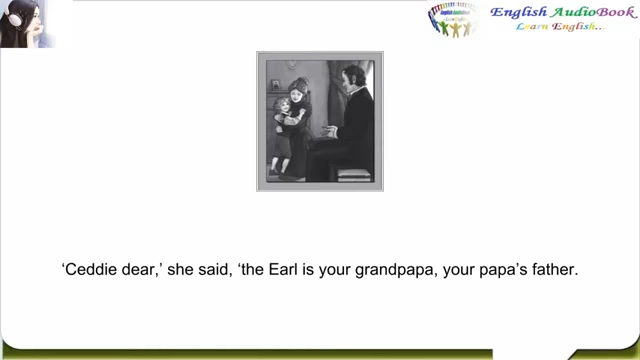 English AudioBook
Learn English...
‘Ceddie dear,’ she said, ‘the Earl is your grandpapa, your papa’s father.